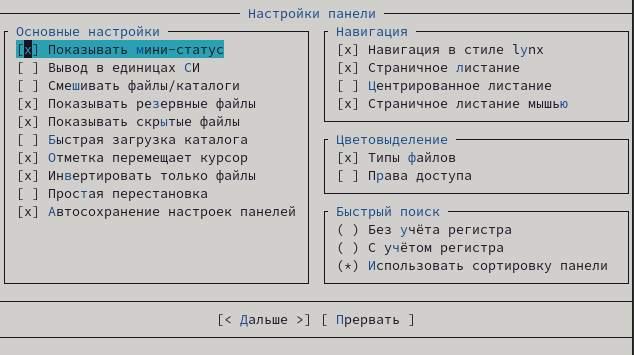 Настройки панели
Основные настройки
[x] Показывать мини-статус
[ ] Вывод в единицах СИ
[ ] Смешивать файлы/каталоги
[x] Показывать резервные файлы
[x] Показывать скрытые файлы
[ ] Быстрая загрузка каталога
[x] Отметка перемещает курсор
[x] Инвертировать только файлы
[ ] Простая перестановка
[x] Автосохранение настроек панелей
Навигация
[x] Навигация в стиле lynx
[x] Страничное листание
[ ] Центрированное листание
[x] Страничное листание мышью
Цветовыделение
[x] Типы файлов
[ ] Права доступа
Быстрый поиск
( ) Без учёта регистра
( ) С учётом регистра
(*) Использовать сортировку панели
[< Дальше >] [ Прервать ]